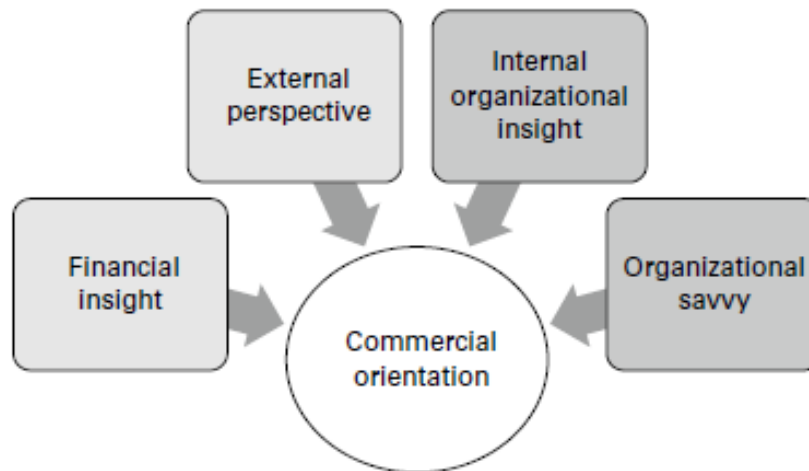 External
perspective
Internal
organizational
insight
Financial
insight
Organizational
savvy
Commercial
orientation